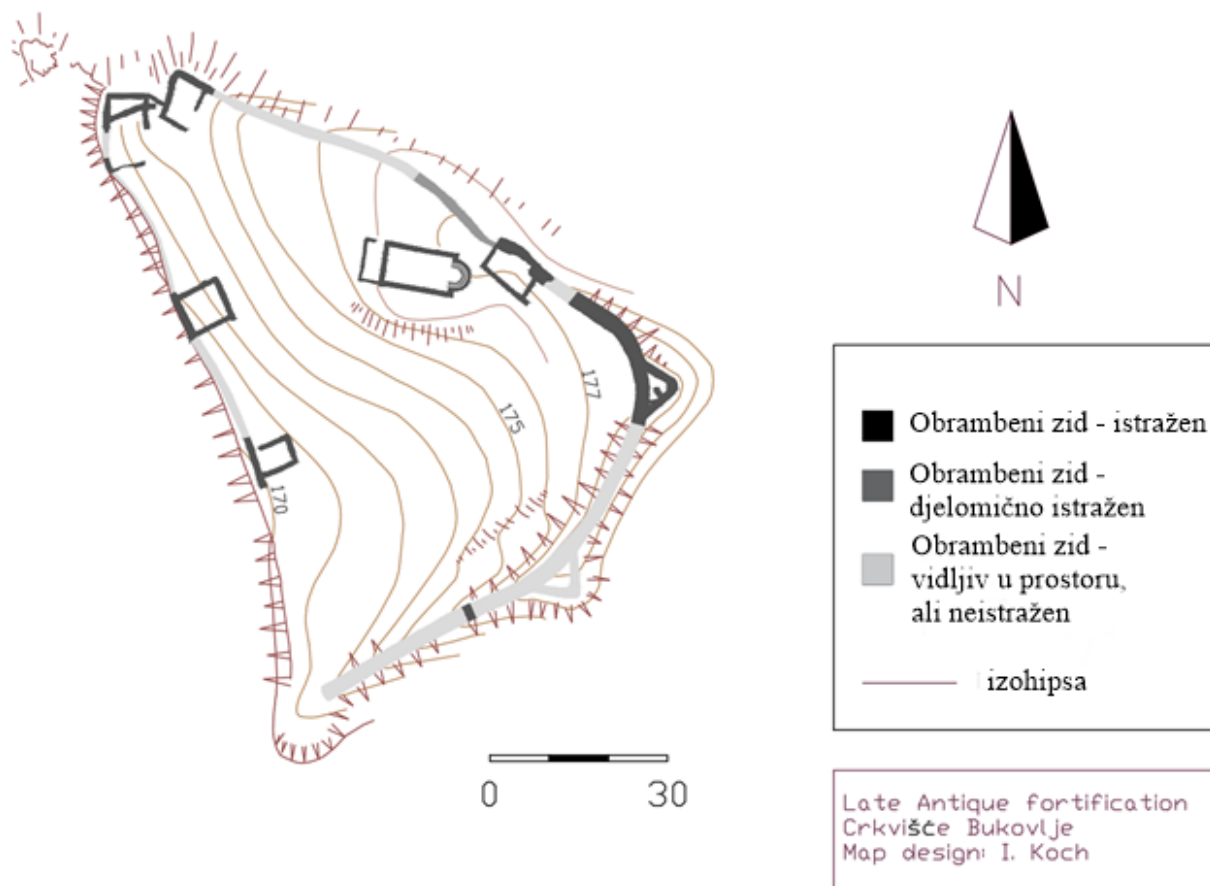 177
175
170
0 30
N
Obrambeni zid - istražen
Obrambeni zid -
djelomično istražen
Obrambeni zid -
vidljiv u prostoru,
ali neistražen
izohipsa
Late Antique fortification
Crkvišće Bukovlje
Map design: I. Koch